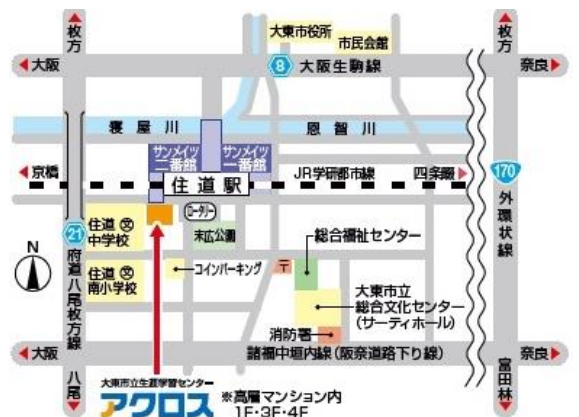 枚方
枚方
大東市役所
市民会館
大阪
8
大阪生駒線
奈良
寝屋川
恩智川
サンメイツ
二番館
サンメイツ
一番館
京橋
住道駅
JR学研都市線
四条畷
170
外環状線
住道
中学校
文
ロータリー
末広公園
総合福祉センター
21
府道八尾枚方線
N
住道
南小学校
文
コインパーキング
〒
大東市立
総合文化センター
(サーティホール)
消防署
大阪
諸福中垣内線(阪奈道路下り線)
奈良
八尾
富田林
大東市立生涯学習センター
アクロス
※高層マンション内
1F・3F・4F